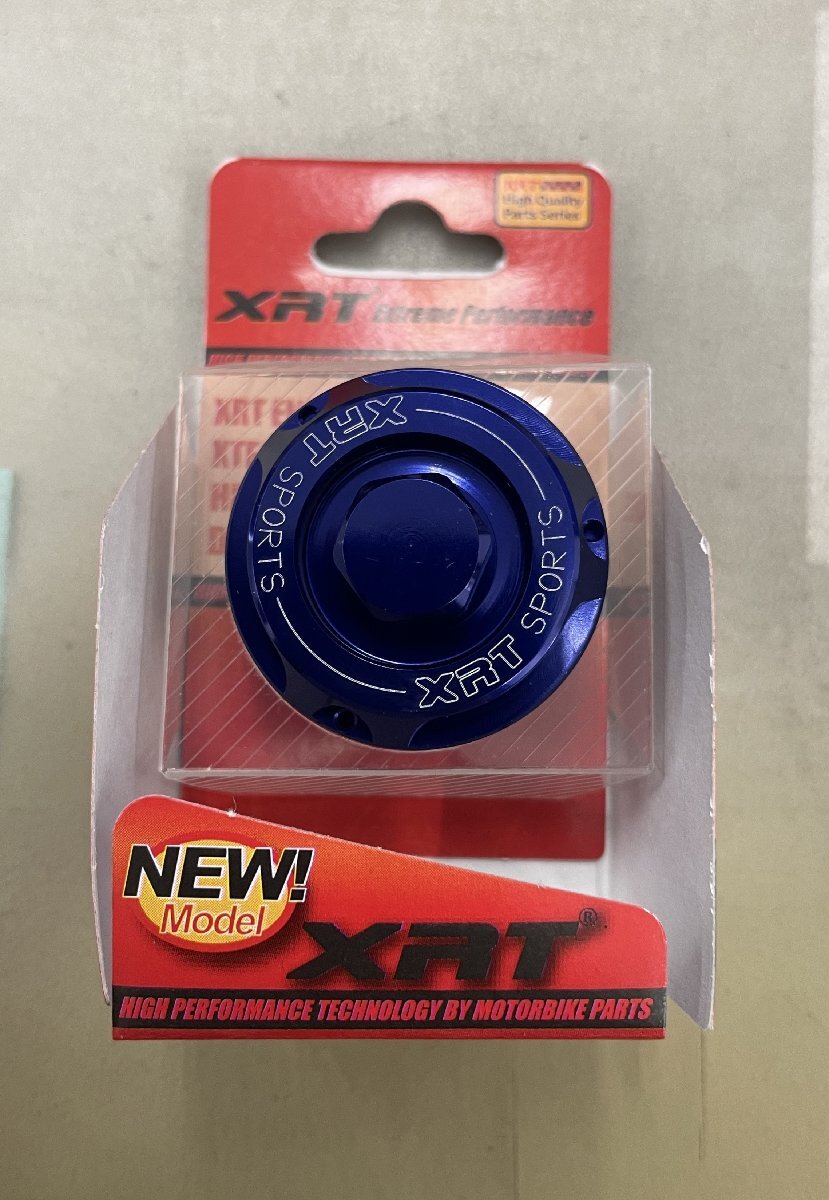 High Quality
Parts Series
XRT Extreme Performance
XRT
XRT SPORTS
XRT SPORTS
NEW!
Model
XRT®
HIGH PERFORMANCE TECHNOLOGY BY MOTORBIKE PARTS